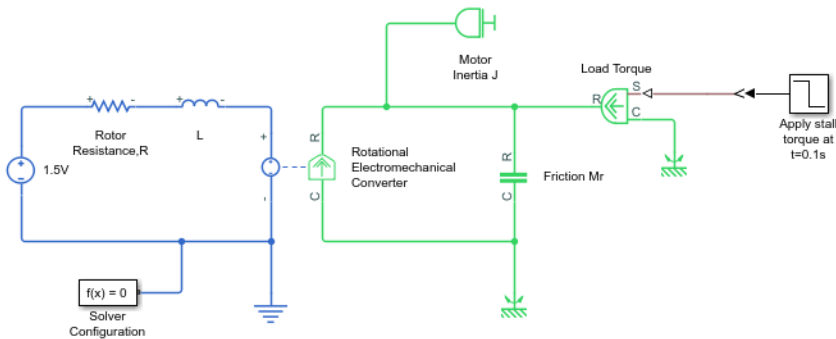 Motor
Inertia J
Load Torque
S
R
C
Apply stall
torque at
t=0.1s
+
-
+
-
Rotor
Resistance,R
L
+
-
1.5V
+
-
R
C
Rotational
Electromechanical
Converter
R
C
Friction Mr
f(x) = 0
Solver
Configuration